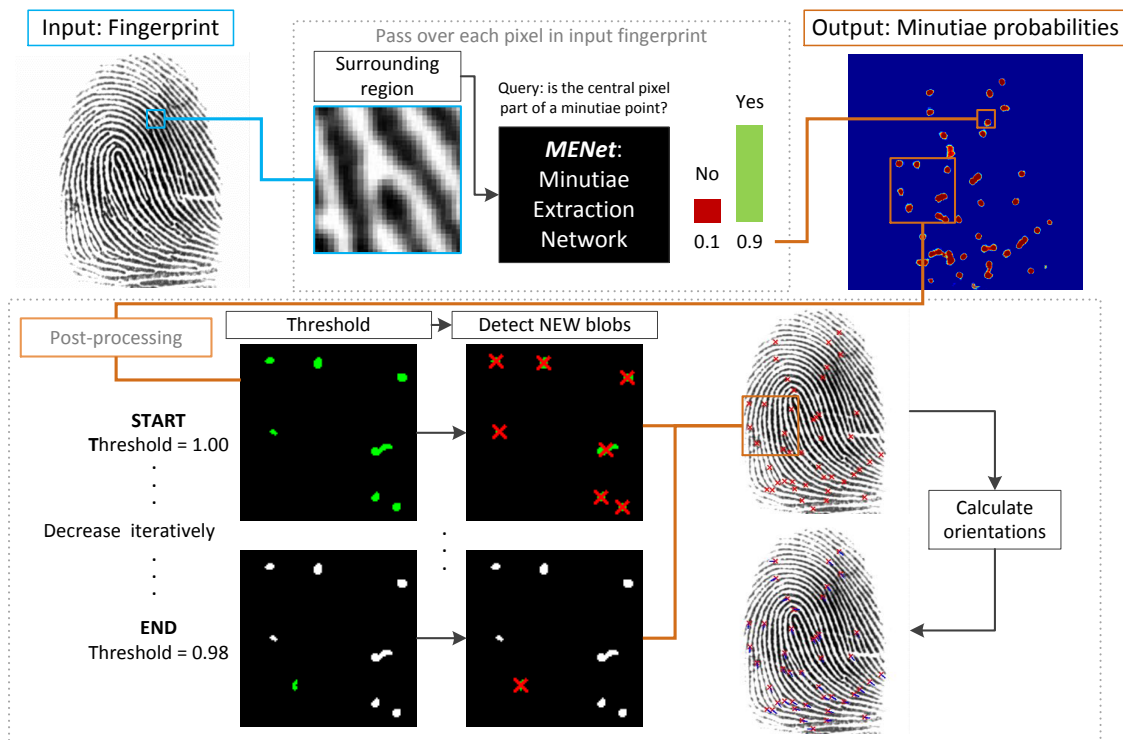 Input: Fingerprint
Pass over each pixel in input fingerprint
Output: Minutiae probabilities
Surrounding
region
Query: is the central pixel
part of a minutiae point?
MENet:
Minutiae
Extraction
Network
Yes
No
0.1
0.9
Post-processing
Threshold
Detect NEW blobs
START
Threshold = 1.00
Decrease iteratively
END
Threshold = 0.98
Calculate
orientations